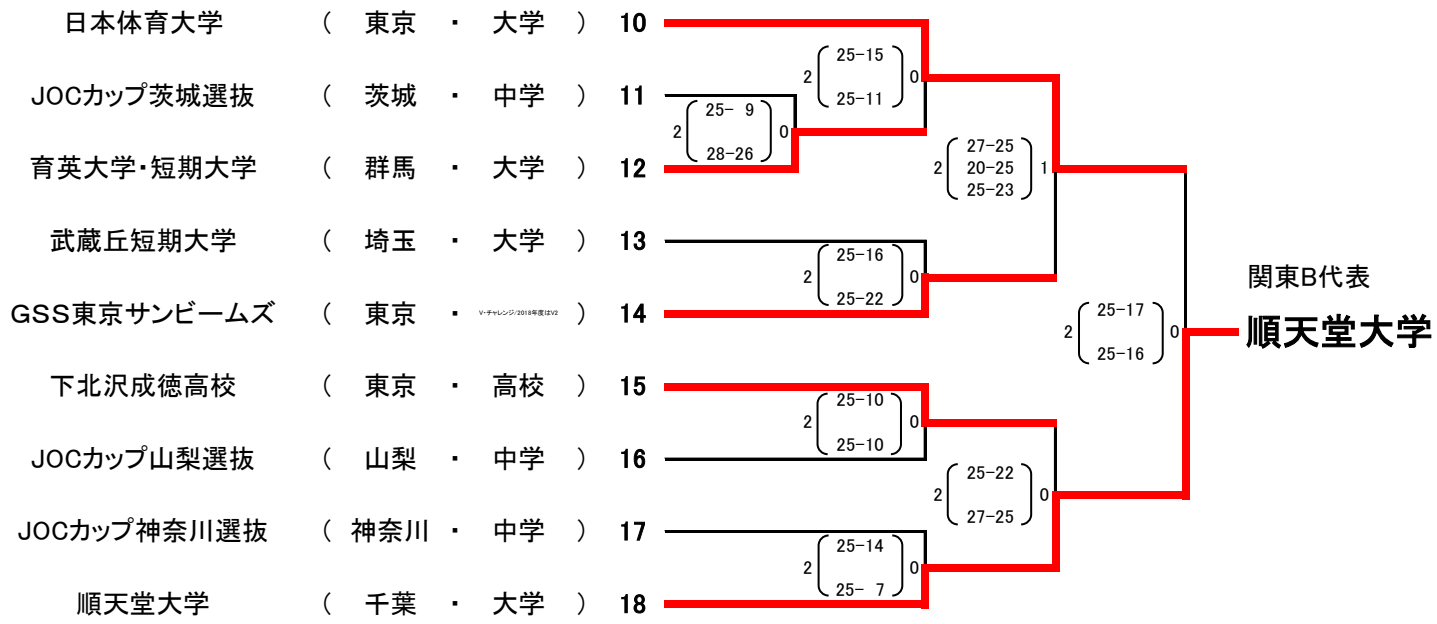 日本体育大学 ( 東京 ・ 大学 ) 10
2 25-15 0
25-11
JOCカップ茨城選抜 ( 茨城 ・ 中学 ) 11
2 25- 9 0
28-26
育英大学・短期大学 ( 群馬 ・ 大学 ) 12
27-25
2 20-25 1
25-23
武蔵丘短期大学 ( 埼玉 ・ 大学 ) 13
2 25-16 0
25-22
GSS東京サンビームズ ( 東京 ・ V・チャレンジ/2018年度はV2 ) 14
関東B代表
順天堂大学
2 25-17 0
25-16
下北沢成徳高校 ( 東京 ・ 高校 ) 15
2 25-10 0
25-10
JOCカップ山梨選抜 ( 山梨 ・ 中学 ) 16
2 25-22 0
27-25
JOCカップ神奈川選抜 ( 神奈川 ・ 中学 ) 17
2 25-14 0
25- 7
順天堂大学 ( 千葉 ・ 大学 ) 18